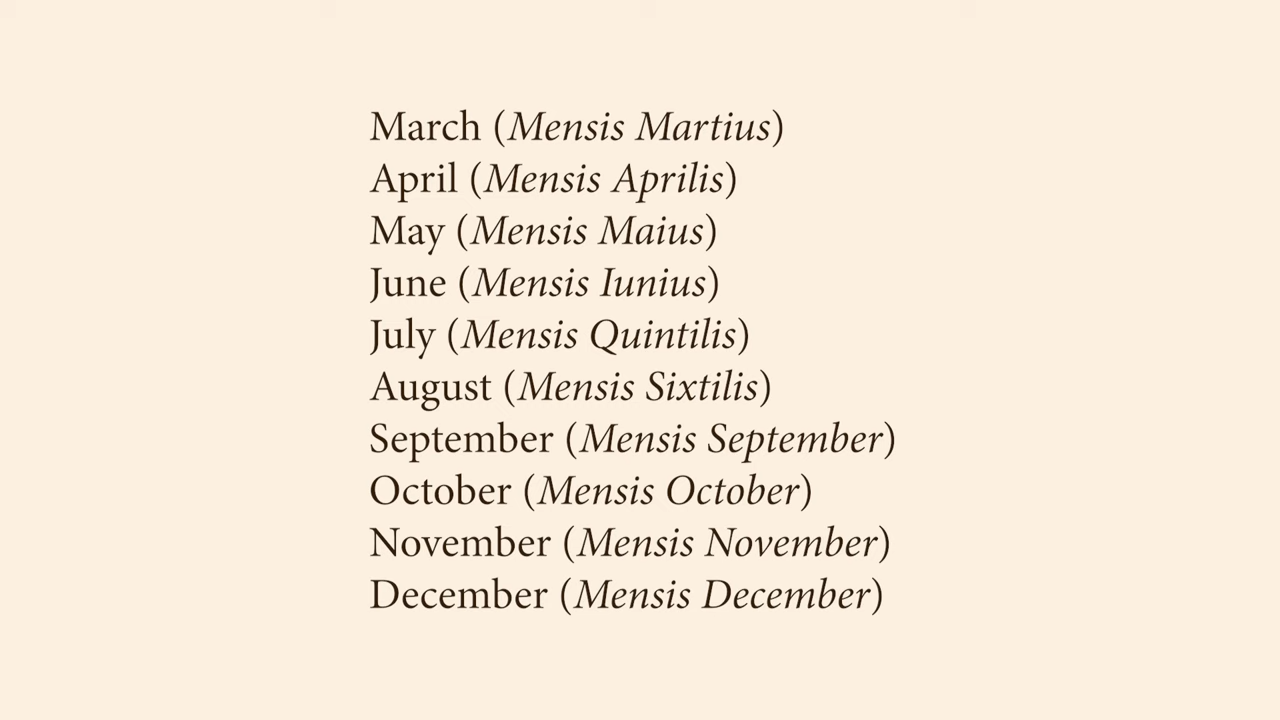 March (Mensis Martius)
April (Mensis Aprilis)
May (Mensis Maius)
June (Mensis Iunius)
July (Mensis Quintilis)
August (Mensis Sixtilis)
September (Mensis September)
October (Mensis October)
November (Mensis November)
December (Mensis December)